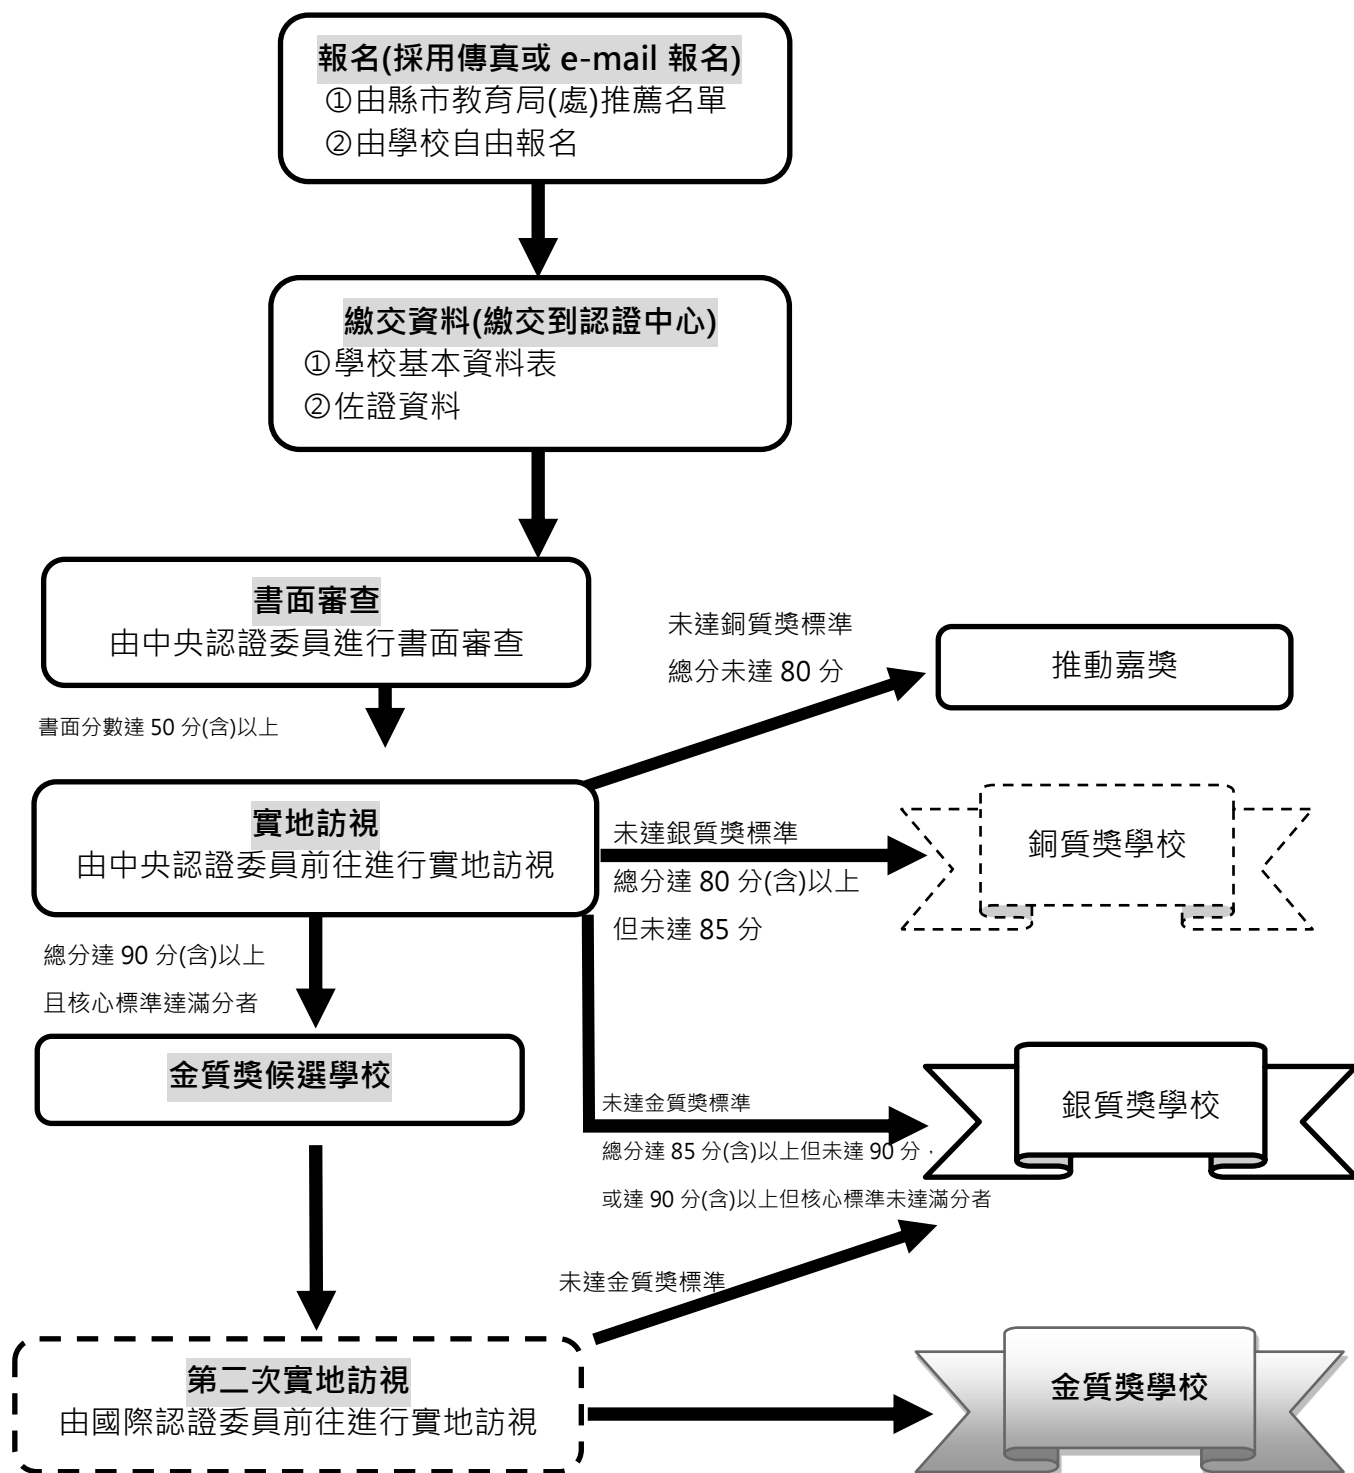 報名(採用傳真或 e-mail 報名)
①由縣市教育局(處)推薦名單
②由學校自由報名
繳交資料(繳交到認證中心)
①學校基本資料表
②佐證資料
書面審查
由中央認證委員進行書面審查
未達銅質獎標準
總分未達 80 分
推動嘉獎
書面分數達 50 分(含)以上
實地訪視
由中央認證委員前往進行實地訪視
未達銀質獎標準
總分達 80 分(含)以上
但未達 85 分
銅質獎學校
總分達 90 分(含)以上
且核心標準達滿分者
金質獎候選學校
未達金質獎標準
總分達 85 分(含)以上但未達 90 分，
或達 90 分(含)以上但核心標準未達滿分者
銀質獎學校
未達金質獎標準
第二次實地訪視
由國際認證委員前往進行實地訪視
金質獎學校